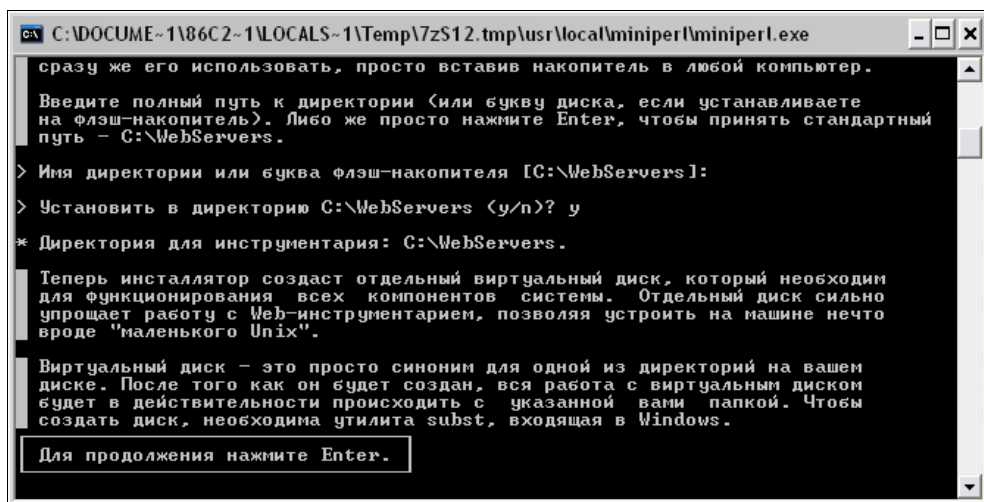 C:\DOCUME~1\86C2~1\LOCALS~1\Temp\7zS12.tmp\usr\local\miniperl\miniperl.exe
сразу же его использовать, просто вставив накопитель в любой компьютер.
Введите полный путь к директории (или букву диска, если устанавливаете
на флэш-накопитель). Либо же просто нажмите Enter, чтобы принять стандартный
путь - C:\WebServers.
> Имя директории или буква флэш-накопителя [C:\WebServers]:
> Установить в директорию C:\WebServers (y/n)? y
* Директория для инструментария: C:\WebServers.
Теперь инсталлятор создаст отдельный виртуальный диск, который необходим
для функционирования всех компонентов системы. Отдельный диск сильно
упрощает работу с Web-инструментарием, позволяя устроить на машине нечто
вроде "маленького Unix".
Виртуальный диск - это просто синоним для одной из директорий на вашем
диске. После того как он будет создан, вся работа с виртуальным диском
будет в действительности происходить с указанной вами папкой. Чтобы
создать диск, необходима утилита subst, входящая в Windows.
Для продолжения нажмите Enter.